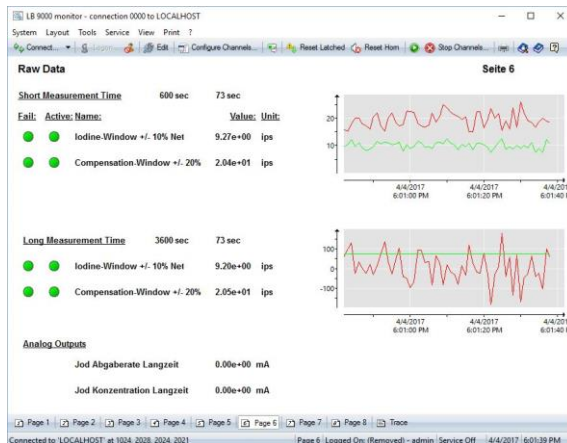 LB 9000 monitor - connection 0000 to LOCALHOST
System Layout Tools Service View Print ?
Connect... Edit Configure Channels... Reset Latched Reset Horn Stop Channels...
Raw Data Seite 6
Short Measurement Time 600 sec 73 sec
Fail: Active: Name: Value: Unit:
Iodine-Window +/- 10% Net 9.27e+00 ips
Compensation-Window +/- 20% 2.04e+01 ips
20
10
4/4/2017 4/4/2017 4/4/201
6:01:00 PM 6:01:20 PM 6:01:40
Long Measurement Time 3600 sec 73 sec
Iodine-Window +/- 10% Net 9.20e+00 ips
Compensation-Window +/- 20% 2.05e+01 ips
100
0
-100
4/4/2017 4/4/2017 4/4/201
6:01:00 PM 6:01:20 PM 6:01:40
Analog Outputs
Jod Abgaberate Langzeit 0.00e+00 mA
Jod Konzentration Langzeit 0.00e+00 mA
Page 1 Page 2 Page 3 Page 4 Page 5 Page 6 Page 7 Page 8 Trace
Connected to 'LOCALHOST' at 1024, 2028, 2024, 2021 Page 6 Logged On: (Removed) - admin Service Off 4/4/2017 6:01:39 PM